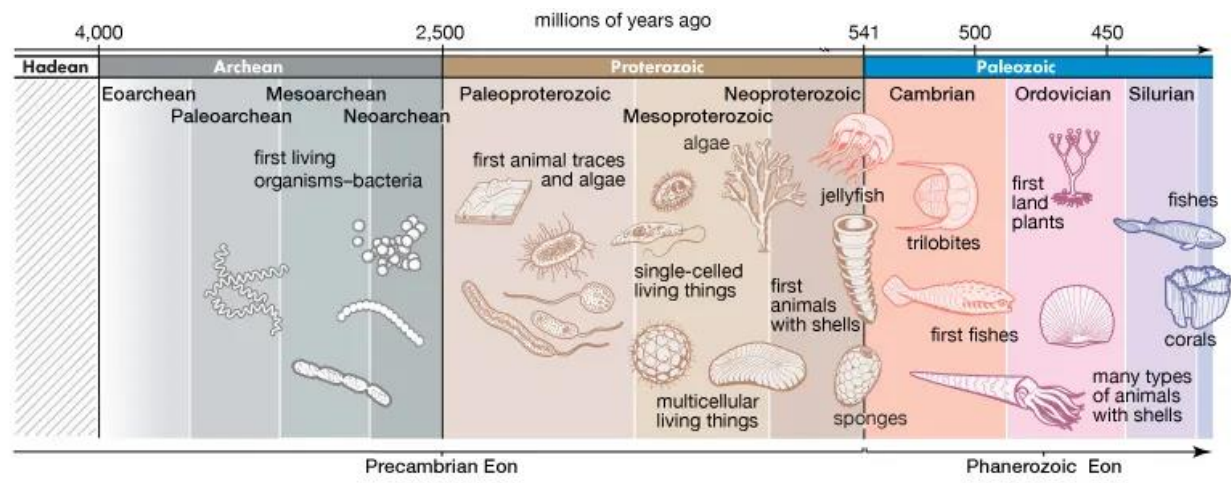 millions of years ago
4,000
2,500
541
500
450
Hadean
Archean
Proterozoic
Paleozoic
Eoarchean
Mesoarchean
Paleoproterozoic
Neoproterozoic
Cambrian
Ordovician
Silurian
Paleoarchean
Neoarchean
Mesoproterozoic
first living
organisms–bacteria
first animal traces
and algae
algae
jellyfish
single-celled
living things
first
animals
with shells
multicellular
living things
sponges
trilobites
first fishes
first
land
plants
fishes
corals
many types
of animals
with shells
Precambrian Eon
Phanerozoic Eon